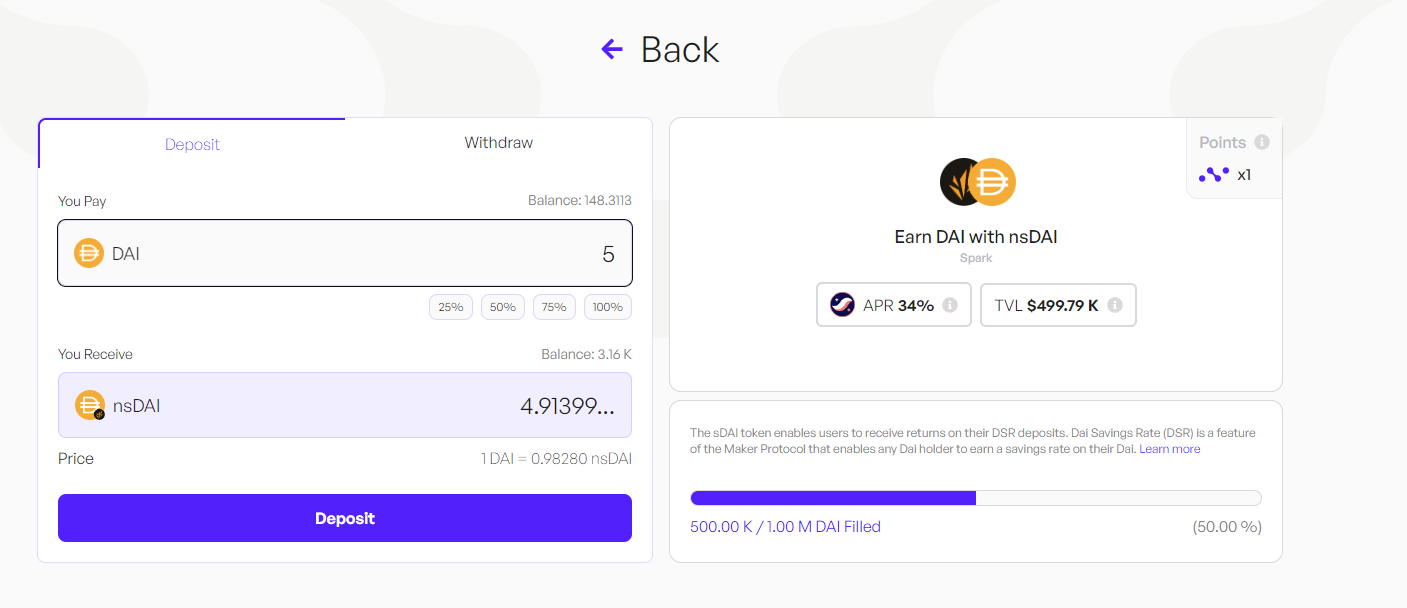 Back
Deposit
Withdraw
You Pay
Balance: 148.3113
DAI
5
25%
50%
75%
100%
You Receive
Balance: 3.16 K
nsDAI
4.91399...
Price
1 DAI = 0.98280 nsDAI
Deposit
Points
x1
Earn DAI with nsDAI
Spark
APR 34%
TVL $499.79 K
The sDAI token enables users to receive returns on their DSR deposits. Dai Savings Rate (DSR) is a feature
of the Maker Protocol that enables any Dai holder to earn a savings rate on their Dai. Learn more
500.00 K / 1.00 M DAI Filled
(50.00 %)